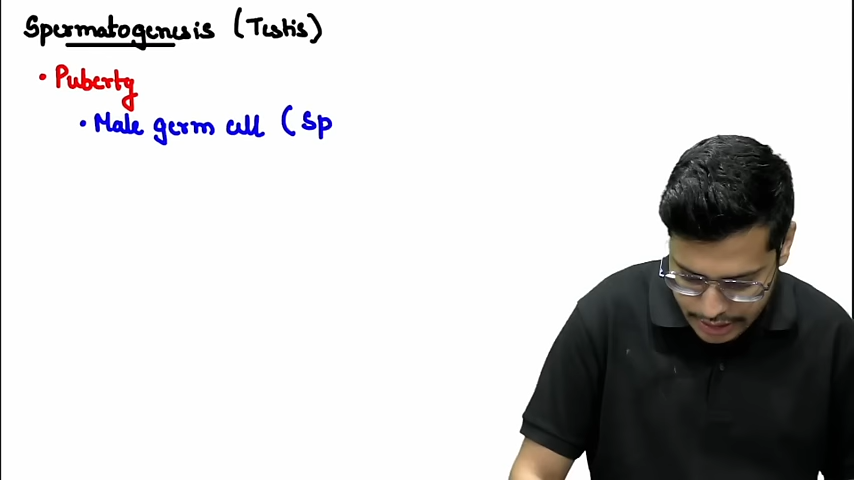 Spermatogenesis (Testis)
• Puberty
• Male germ cell (Sp